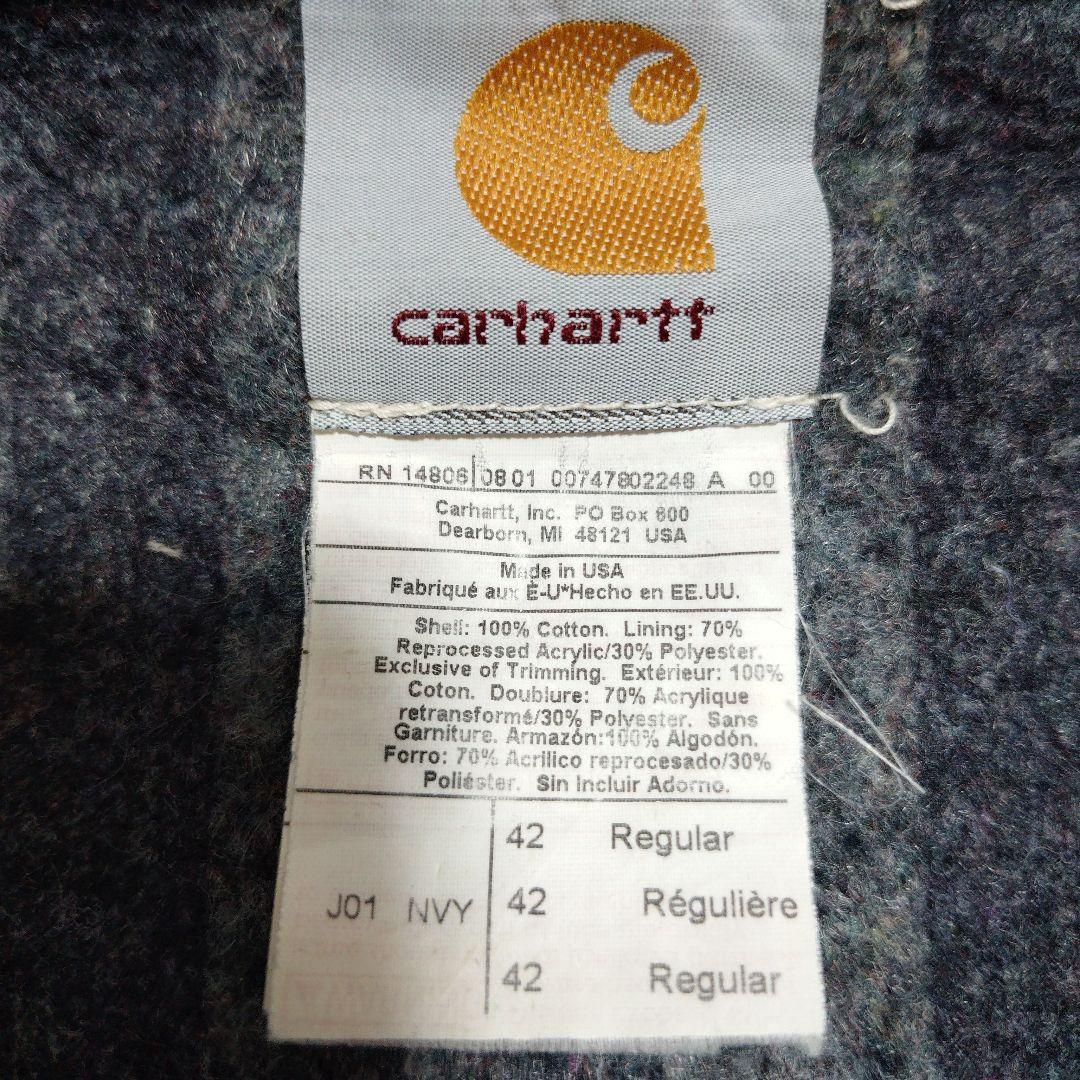 carhartt
RN 14806 0801 00747802248 A 00
Carhartt, Inc. PO Box 600
Dearborn, MI 48121 USA
Made in USA
Fabriqué aux É-U*Hecho en EE.UU.
Shell: 100% Cotton. Lining: 70%
Reprocessed Acrylic/30% Polyester.
Exclusive of Trimming. Extérieur: 100%
Coton. Doublure: 70% Acrylique
retransformé/30% Polyester. Sans
Garniture. Armazón:100% Algodón.
Forro: 70% Acrílico reprocesado/30%
Poliéster. Sin Incluir Adorno.
42 Regular
J01 NVY 42 Régulière
42 Regular